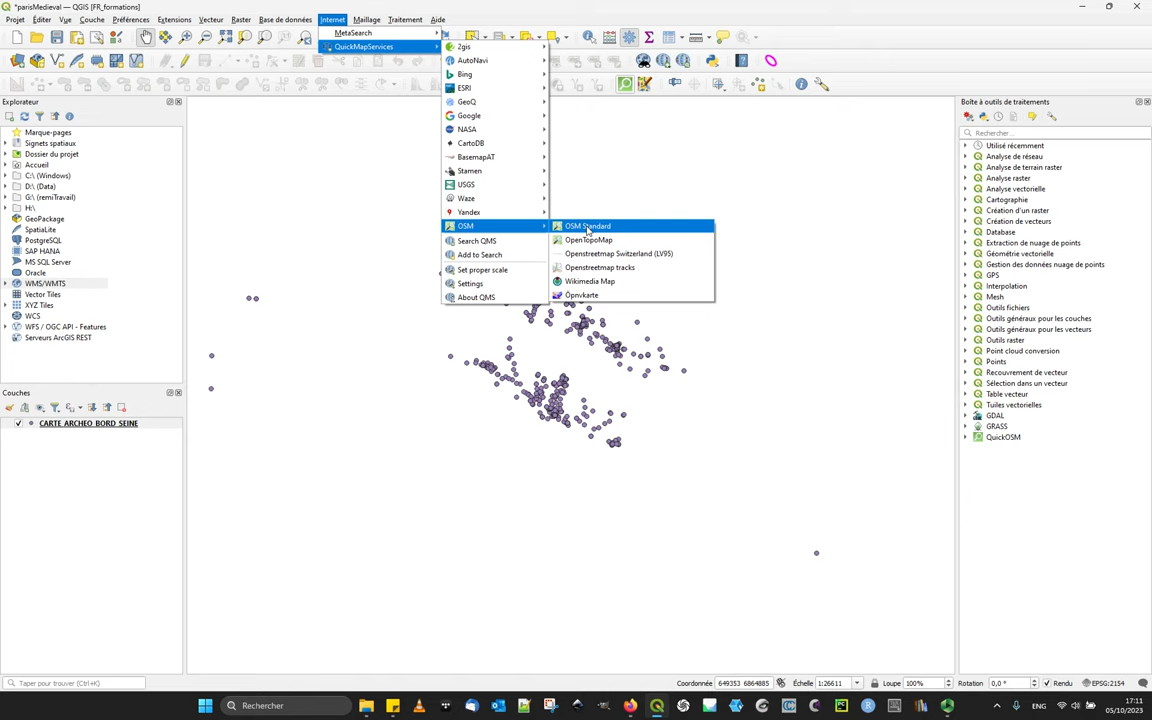 *parisMedieval — QGIS [FR_formations]
Projet Éditer Vue Couche Préférences Extensions Vecteur Raster Base de données Internet Maillage Traitement Aide
MetaSearch
QuickMapServices
2gis
AutoNavi
Bing
ESRI
GeoQ
Google
NASA
CartoDB
BasemapAT
Stamen
USGS
Waze
Yandex
OSM
Search QMS
Add to Search
Set proper scale
Settings
About QMS
OSM Standard
OpenTopoMap
Openstreetmap Switzerland (LV95)
Openstreetmap tracks
Wikimedia Map
Öpnvkarte
Explorateur
Marque-pages
Signets spatiaux
Dossier du projet
Accueil
C:\ (Windows)
D:\ (Data)
G:\ (remiTravail)
H:\
GeoPackage
SpatiaLite
PostgreSQL
SAP HANA
MS SQL Server
Oracle
WMS/WMTS
Vector Tiles
XYZ Tiles
WCS
WFS / OGC API - Features
Serveurs ArcGIS REST
Couches
CARTE ARCHEO BORD SEINE
Boîte à outils de traitements
Rechercher...
Utilisé récemment
Analyse de réseau
Analyse de terrain raster
Analyse raster
Analyse vectorielle
Cartographie
Création d'un raster
Création de vecteurs
Database
Extraction de nuage de points
Géométrie vectorielle
Gestion des données nuage de points
GPS
Interpolation
Mesh
Outils fichiers
Outils généraux pour les couches
Outils généraux pour les vecteurs
Outils raster
Point cloud conversion
Points
Recouvrement de vecteur
Sélection dans un vecteur
Table vecteur
Tuiles vectorielles
GDAL
GRASS
QuickOSM
Taper pour trouver (Ctrl+K)
Coordonnée 649353 6864885 Échelle 1:26611 Loupe 100% Rotation 0,0 ° Rendu EPSG:2154
Rechercher
ENG
17:11
05/10/2023